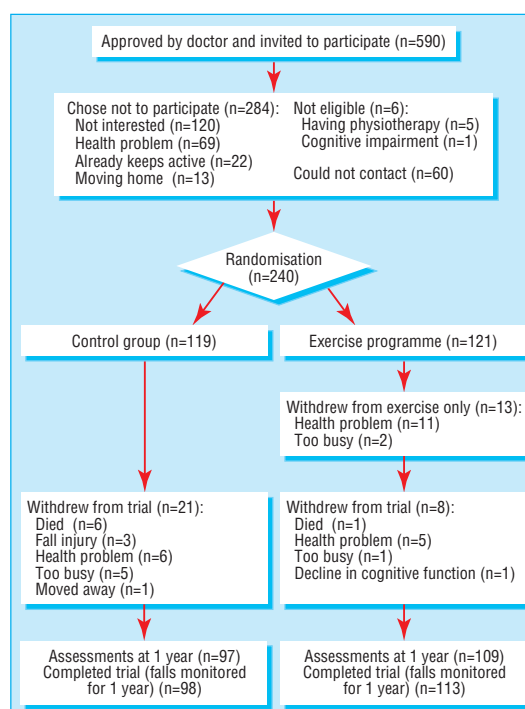 Approved by doctor and invited to participate (n=590)
Chose not to participate (n=284):
Not interested (n=120)
Health problem (n=69)
Already keeps active (n=22)
Moving home (n=13)
Not eligible (n=6):
Having physiotherapy (n=5)
Cognitive impairment (n=1)
Could not contact (n=60)
Randomisation
(n=240)
Control group (n=119)
Exercise programme (n=121)
Withdrew from exercise only (n=13):
Health problem (n=11)
Too busy (n=2)
Withdrew from trial (n=21):
Died (n=6)
Fall injury (n=3)
Health problem (n=6)
Too busy (n=5)
Moved away (n=1)
Withdrew from trial (n=8):
Died (n=1)
Health problem (n=5)
Too busy (n=1)
Decline in cognitive function (n=1)
Assessments at 1 year (n=97)
Completed trial (falls monitored
for 1 year) (n=98)
Assessments at 1 year (n=109)
Completed trial (falls monitored
for 1 year) (n=113)